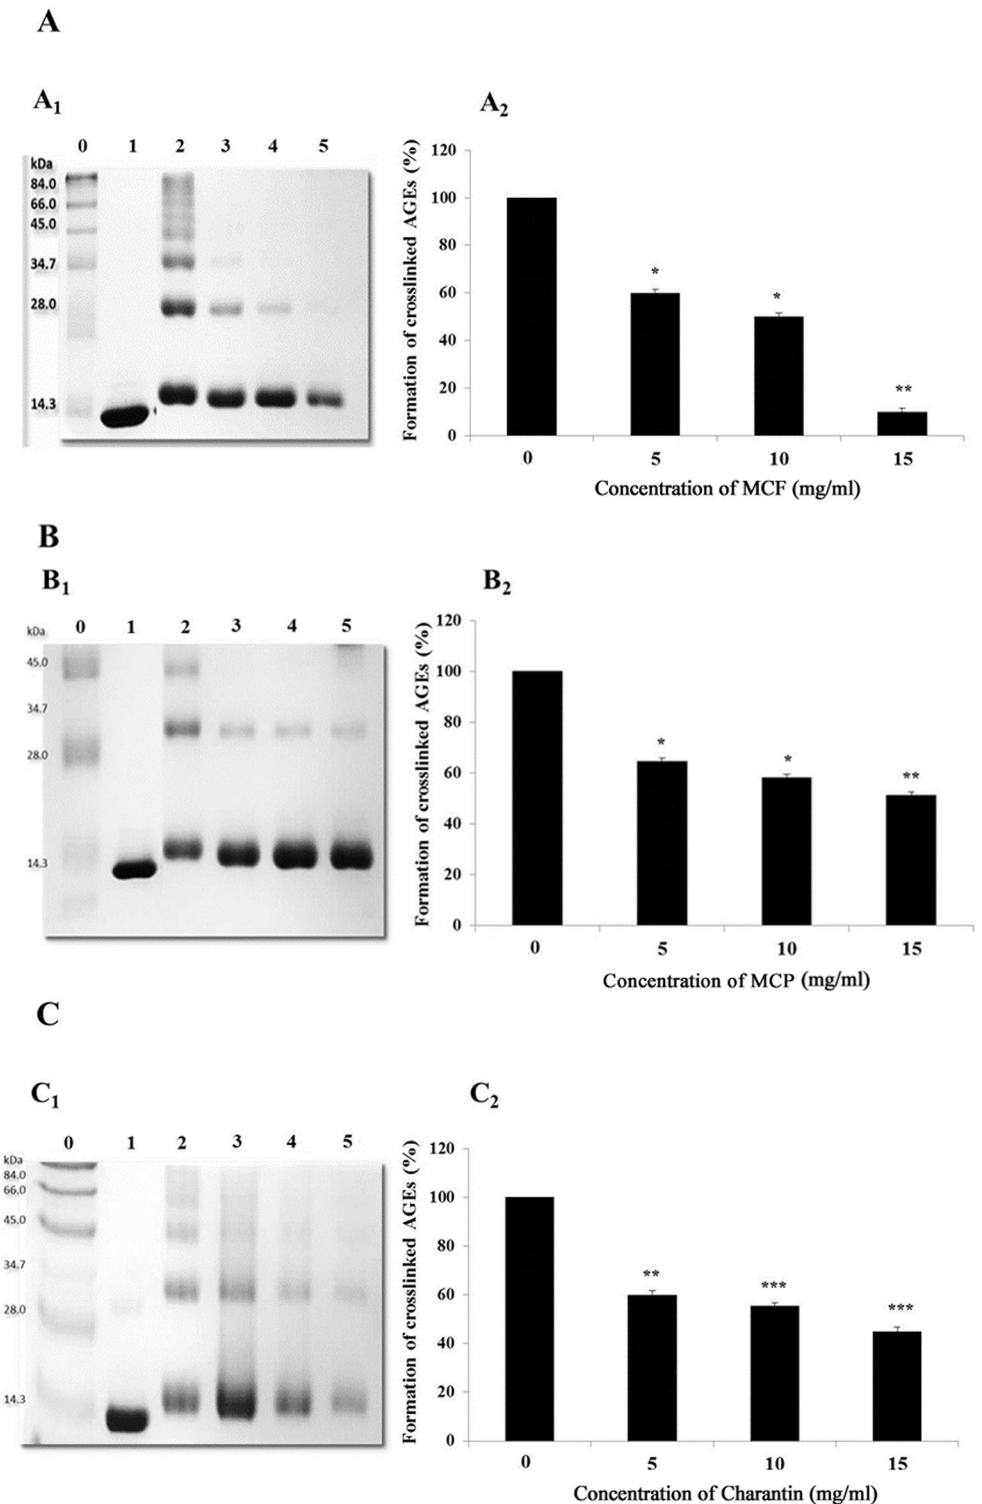 A
A1
0 1 2 3 4 5
kDa
84.0
66.0
45.0
34.7
28.0
14.3
A2
Formation of crosslinked AGEs (%)
120
100
80
60
40
20
0
*
*
**
0 5 10 15
Concentration of MCF (mg/ml)
B
B1
0 1 2 3 4 5
kDa
45.0
34.7
28.0
14.3
B2
Formation of crosslinked AGEs (%)
120
100
80
60
40
20
0
*
*
**
0 5 10 15
Concentration of MCP (mg/ml)
C
C1
0 1 2 3 4 5
kDa
84.0
66.0
45.0
34.7
28.0
14.3
C2
Formation of crosslinked AGEs (%)
120
100
80
60
40
20
0
**
***
***
0 5 10 15
Concentration of Charantin (mg/ml)